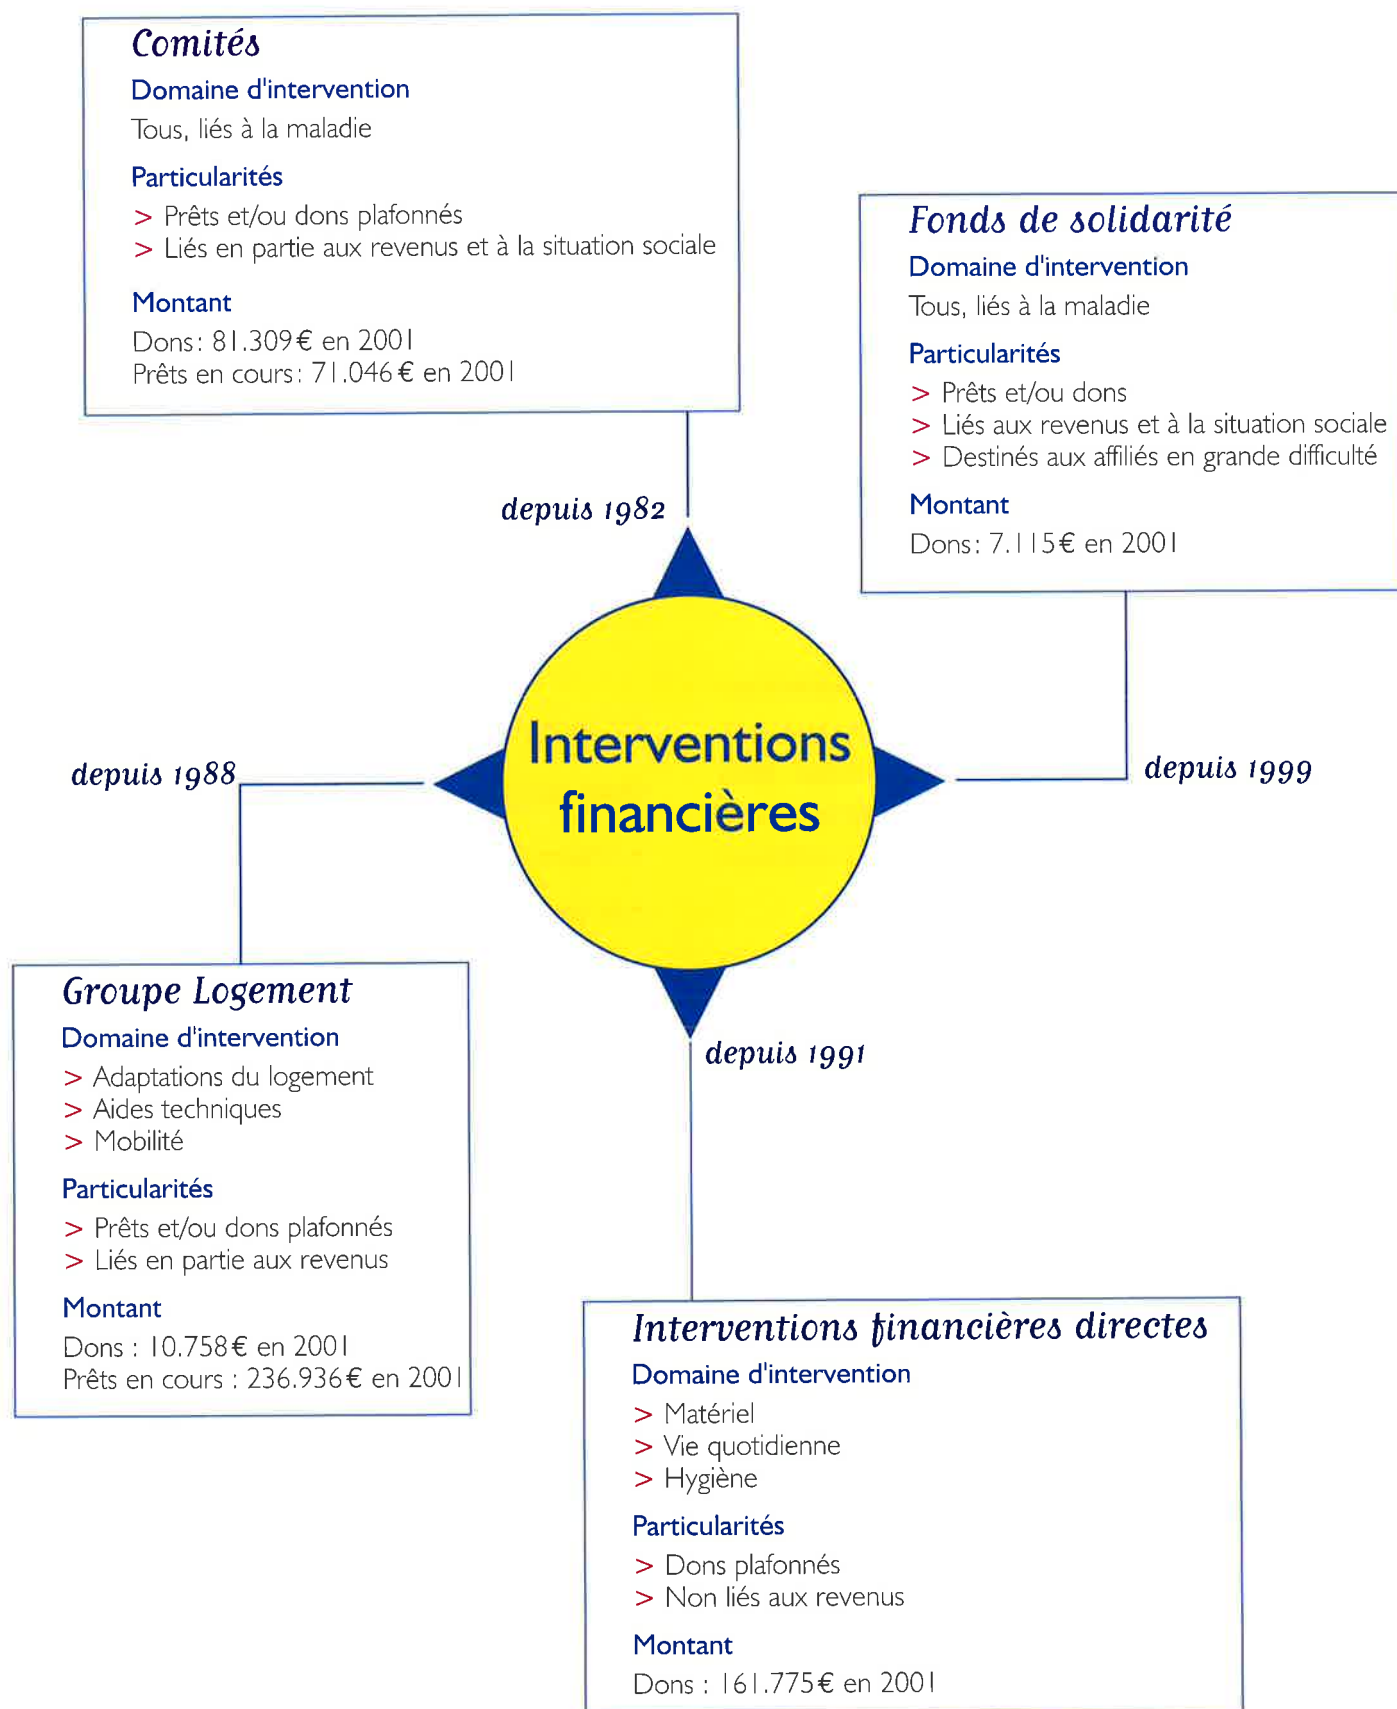 Comités
Domaine d'intervention
Tous, liés à la maladie
Particularités
> Prêts et/ou dons plafonnés
> Liés en partie aux revenus et à la situation sociale
Montant
Dons: 81.309€ en 2001
Prêts en cours: 71.046€ en 2001
Fonds de solidarité
Domaine d'intervention
Tous, liés à la maladie
Particularités
> Prêts et/ou dons
> Liés aux revenus et à la situation sociale
> Destinés aux affiliés en grande difficulté
Montant
Dons: 7.115€ en 2001
depuis 1982
Interventions
financières
depuis 1988
depuis 1999
depuis 1991
Groupe Logement
Domaine d'intervention
> Adaptations du logement
> Aides techniques
> Mobilité
Particularités
> Prêts et/ou dons plafonnés
> Liés en partie aux revenus
Montant
Dons : 10.758€ en 2001
Prêts en cours : 236.936€ en 2001
Interventions financières directes
Domaine d'intervention
> Matériel
> Vie quotidienne
> Hygiène
Particularités
> Dons plafonnés
> Non liés aux revenus
Montant
Dons : 161.775€ en 2001